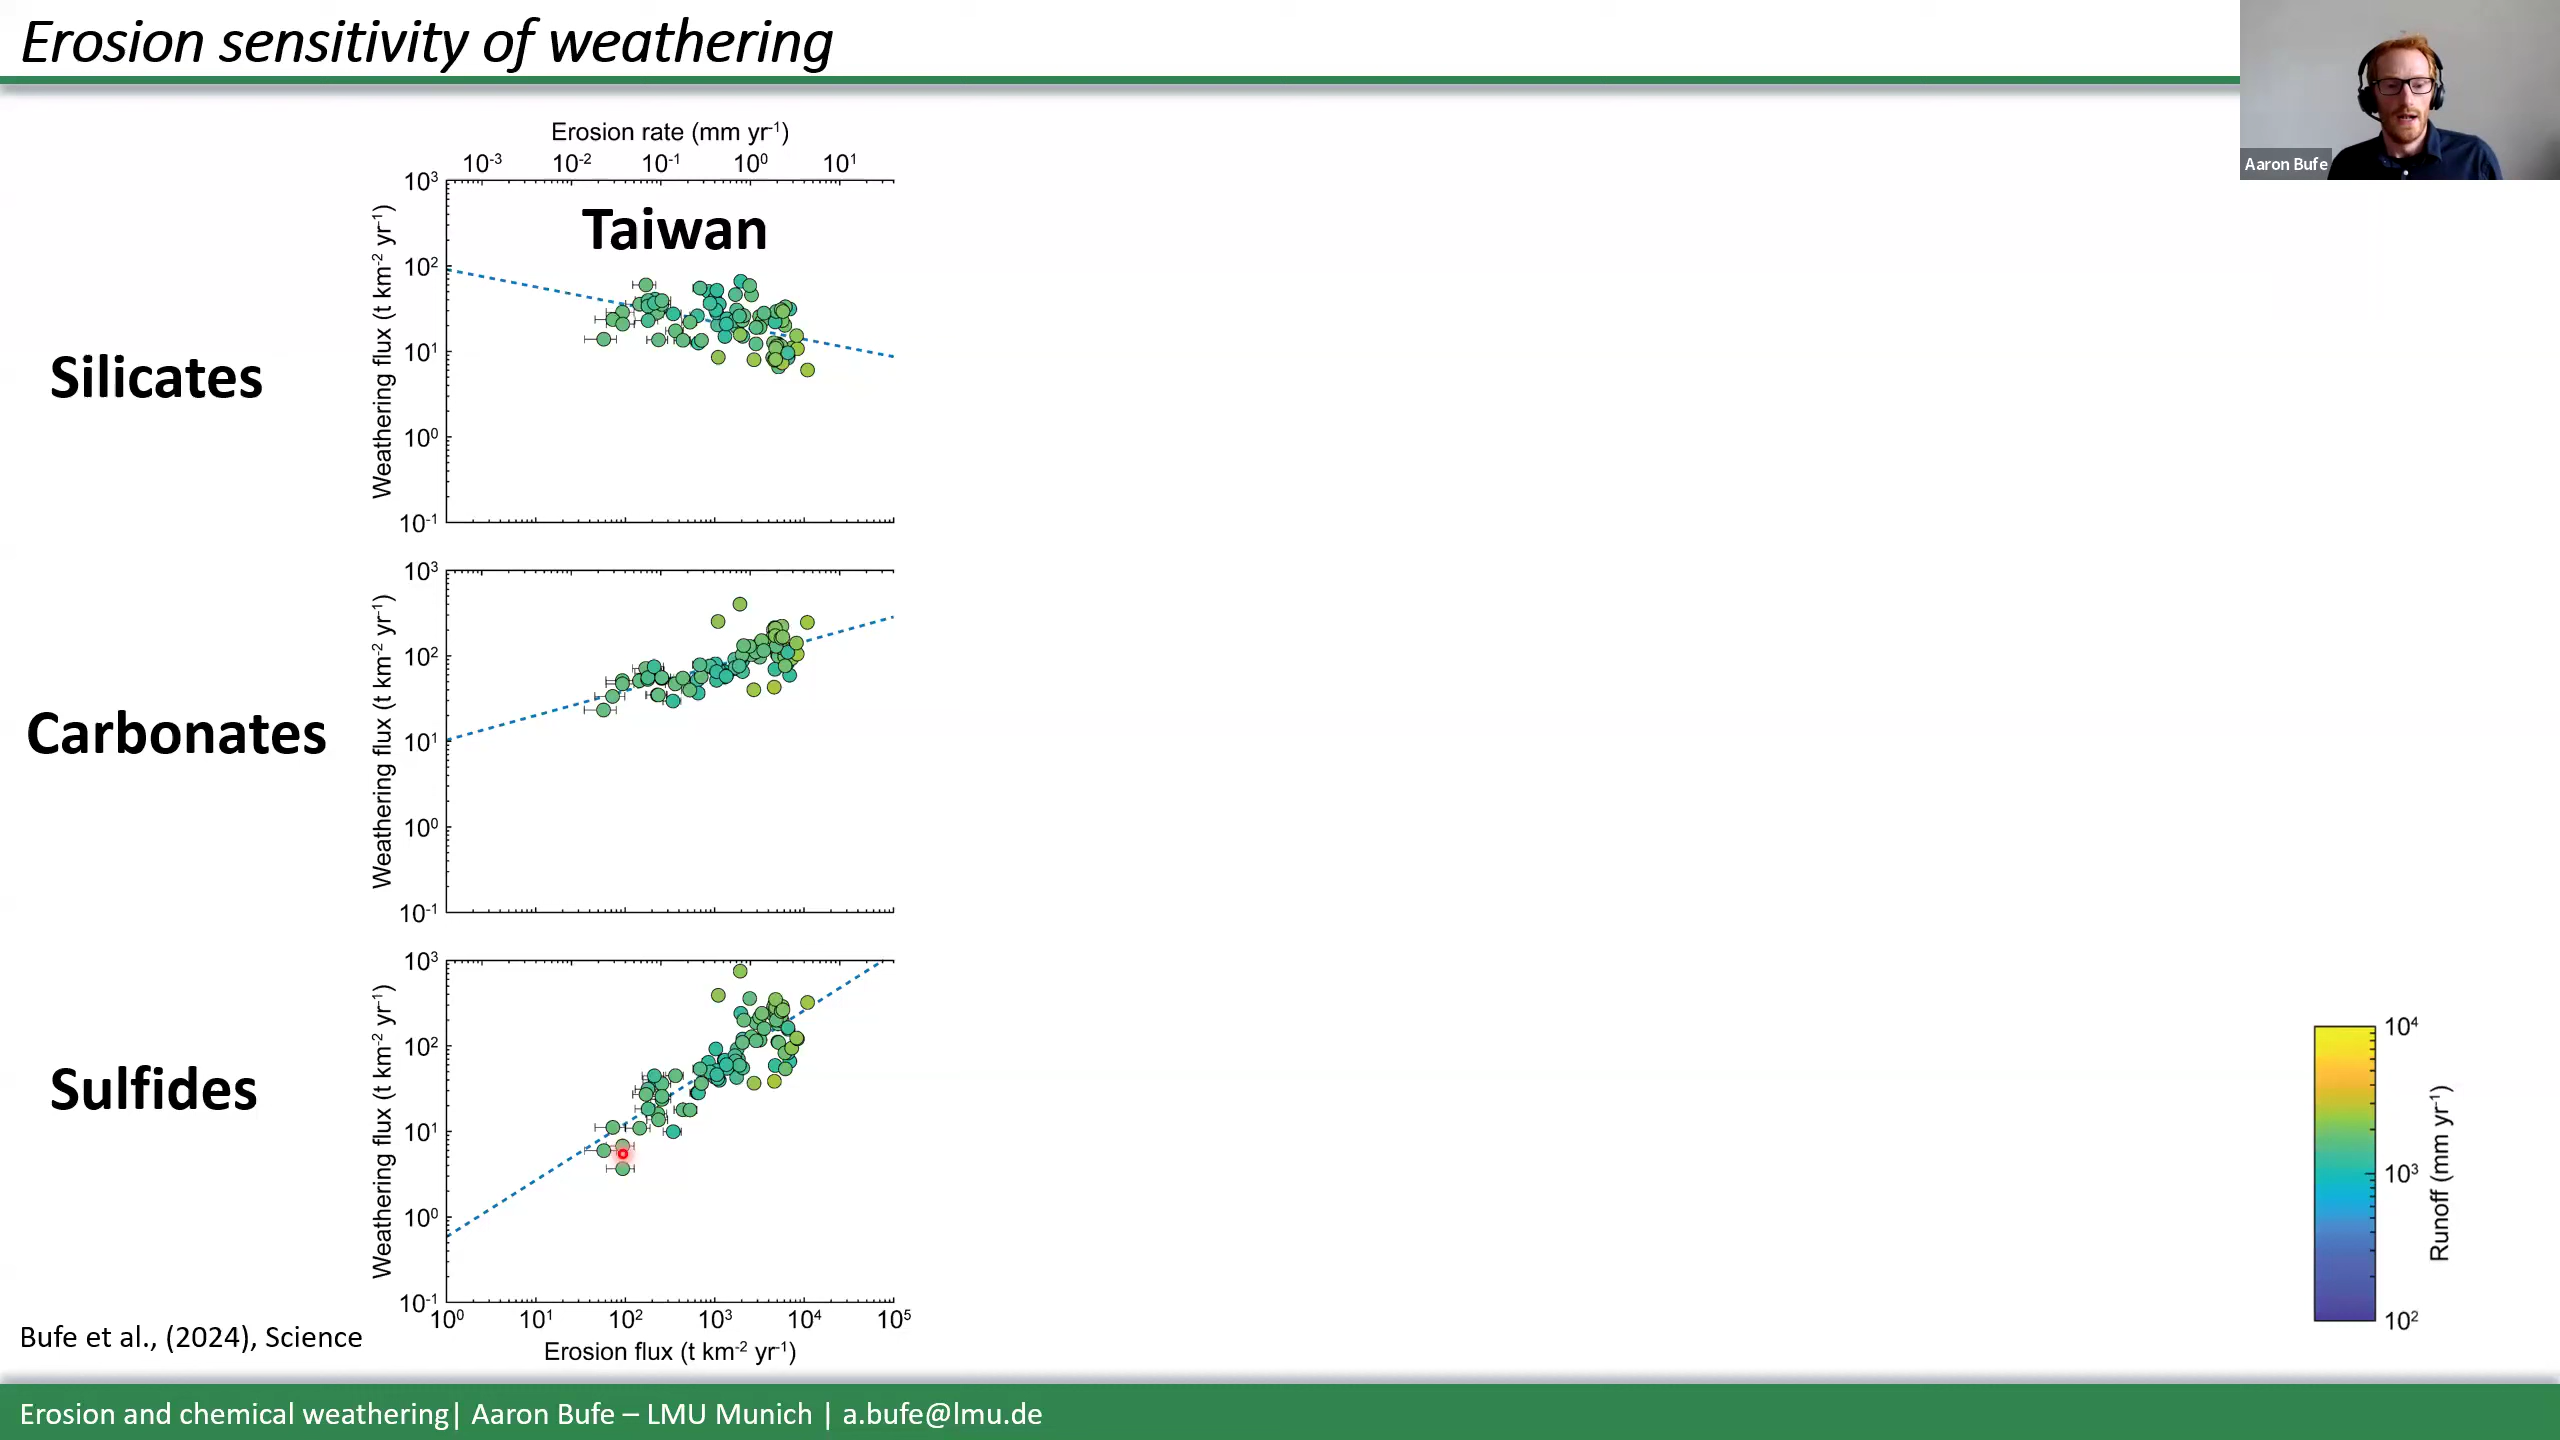 Erosion sensitivity of weathering
Aaron Bufe
Erosion rate (mm yr⁻¹)
10⁻³ 10⁻² 10⁻¹ 10⁰ 10¹
Taiwan
Silicates
Weathering flux (t km⁻² yr⁻¹)
10³
10²
10¹
10⁰
10⁻¹
Carbonates
Weathering flux (t km⁻² yr⁻¹)
10³
10²
10¹
10⁰
10⁻¹
Sulfides
Weathering flux (t km⁻² yr⁻¹)
10³
10²
10¹
10⁰
10⁻¹
10⁰ 10¹ 10² 10³ 10⁴ 10⁵
Erosion flux (t km⁻² yr⁻¹)
10⁴
10³
10²
Runoff (mm yr⁻¹)
Bufe et al., (2024), Science
Erosion and chemical weathering| Aaron Bufe – LMU Munich | a.bufe@lmu.de